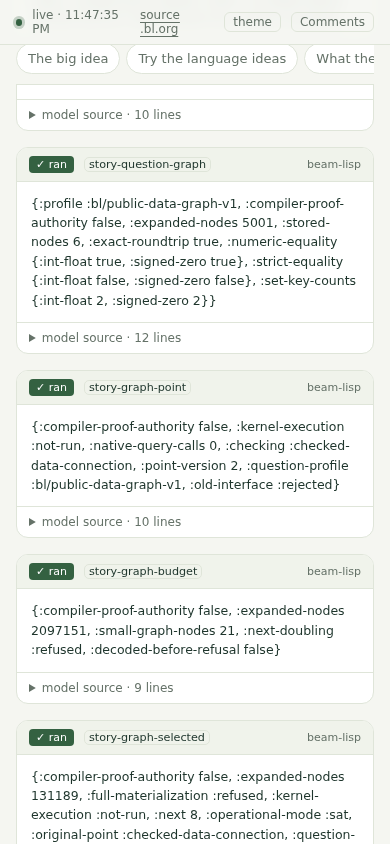 live · 11:47:35
PM
source
.bl.org
theme
Comments
The big idea
Try the language ideas
What the
▶ model source · 10 lines
✓ ran
story-question-graph
beam-lisp
{:profile :bl/public-data-graph-v1, :compiler-proof-
authority false, :expanded-nodes 5001, :stored-
nodes 6, :exact-roundtrip true, :numeric-equality
{:int-float true, :signed-zero true}, :strict-equality
{:int-float false, :signed-zero false}, :set-key-counts
{:int-float 2, :signed-zero 2}}
▶ model source · 12 lines
✓ ran
story-graph-point
beam-lisp
{:compiler-proof-authority false, :kernel-execution
:not-run, :native-query-calls 0, :checking :checked-
data-connection, :point-version 2, :question-profile
:bl/public-data-graph-v1, :old-interface :rejected}
▶ model source · 10 lines
✓ ran
story-graph-budget
beam-lisp
{:compiler-proof-authority false, :expanded-nodes
2097151, :small-graph-nodes 21, :next-doubling
:refused, :decoded-before-refusal false}
▶ model source · 9 lines
✓ ran
story-graph-selected
beam-lisp
{:compiler-proof-authority false, :expanded-nodes
131189, :full-materialization :refused, :kernel-
execution :not-run, :next 8, :operational-mode :sat,
:original-point :checked-data-connection, :question-